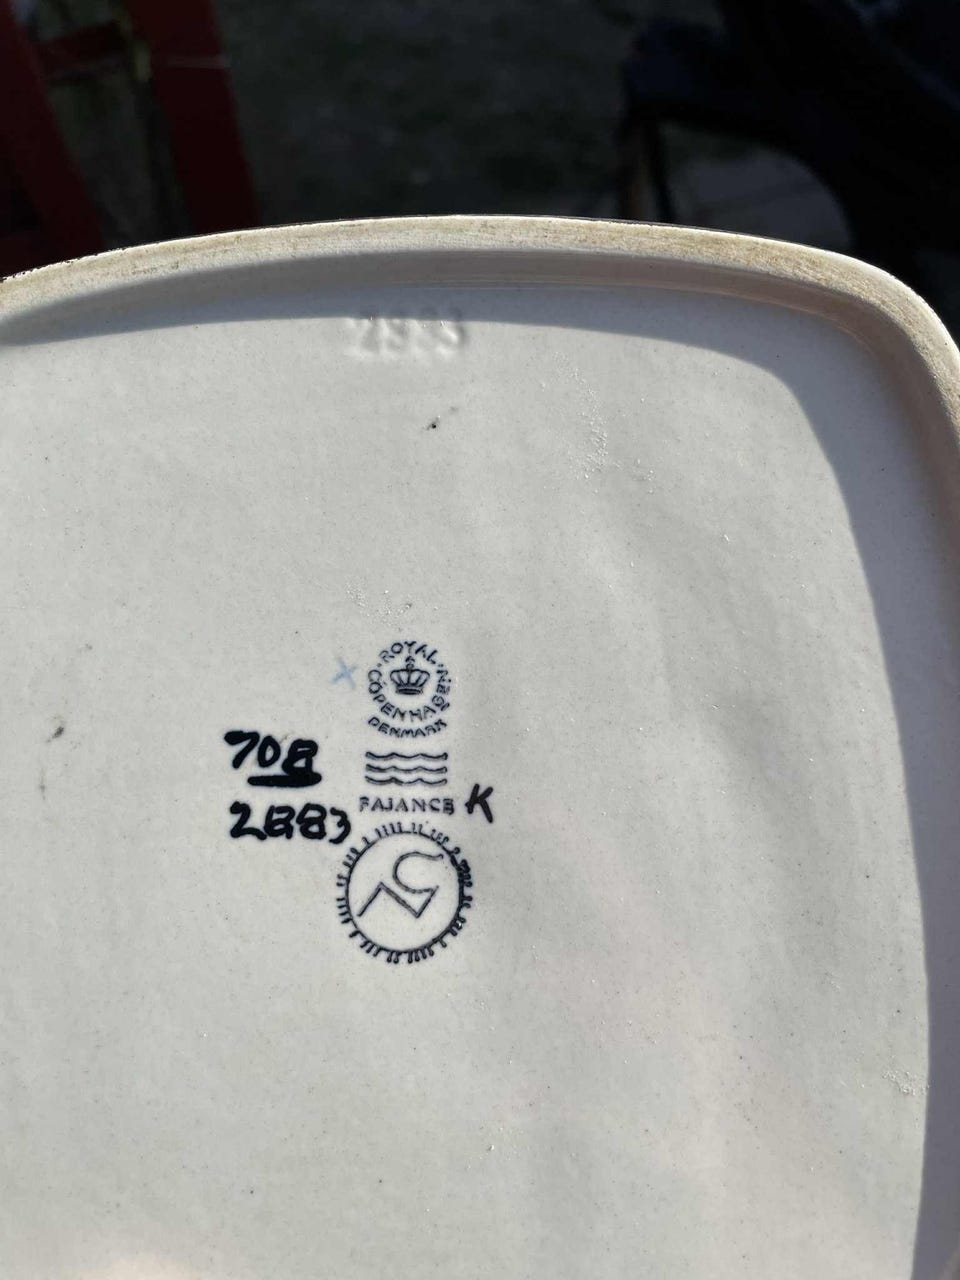 2883
ROYAL COPENHAGEN
DENMARK
708
FAJANCE K
2883